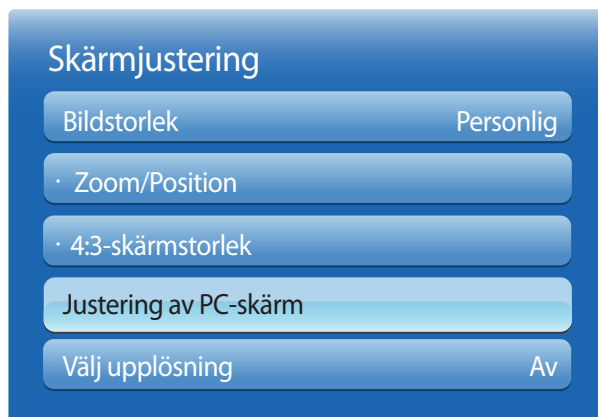 Skärmjustering
Bildstorlek Personlig
· Zoom/Position
· 4:3-skärmstorlek
Justering av PC-skärm
Välj upplösning Av